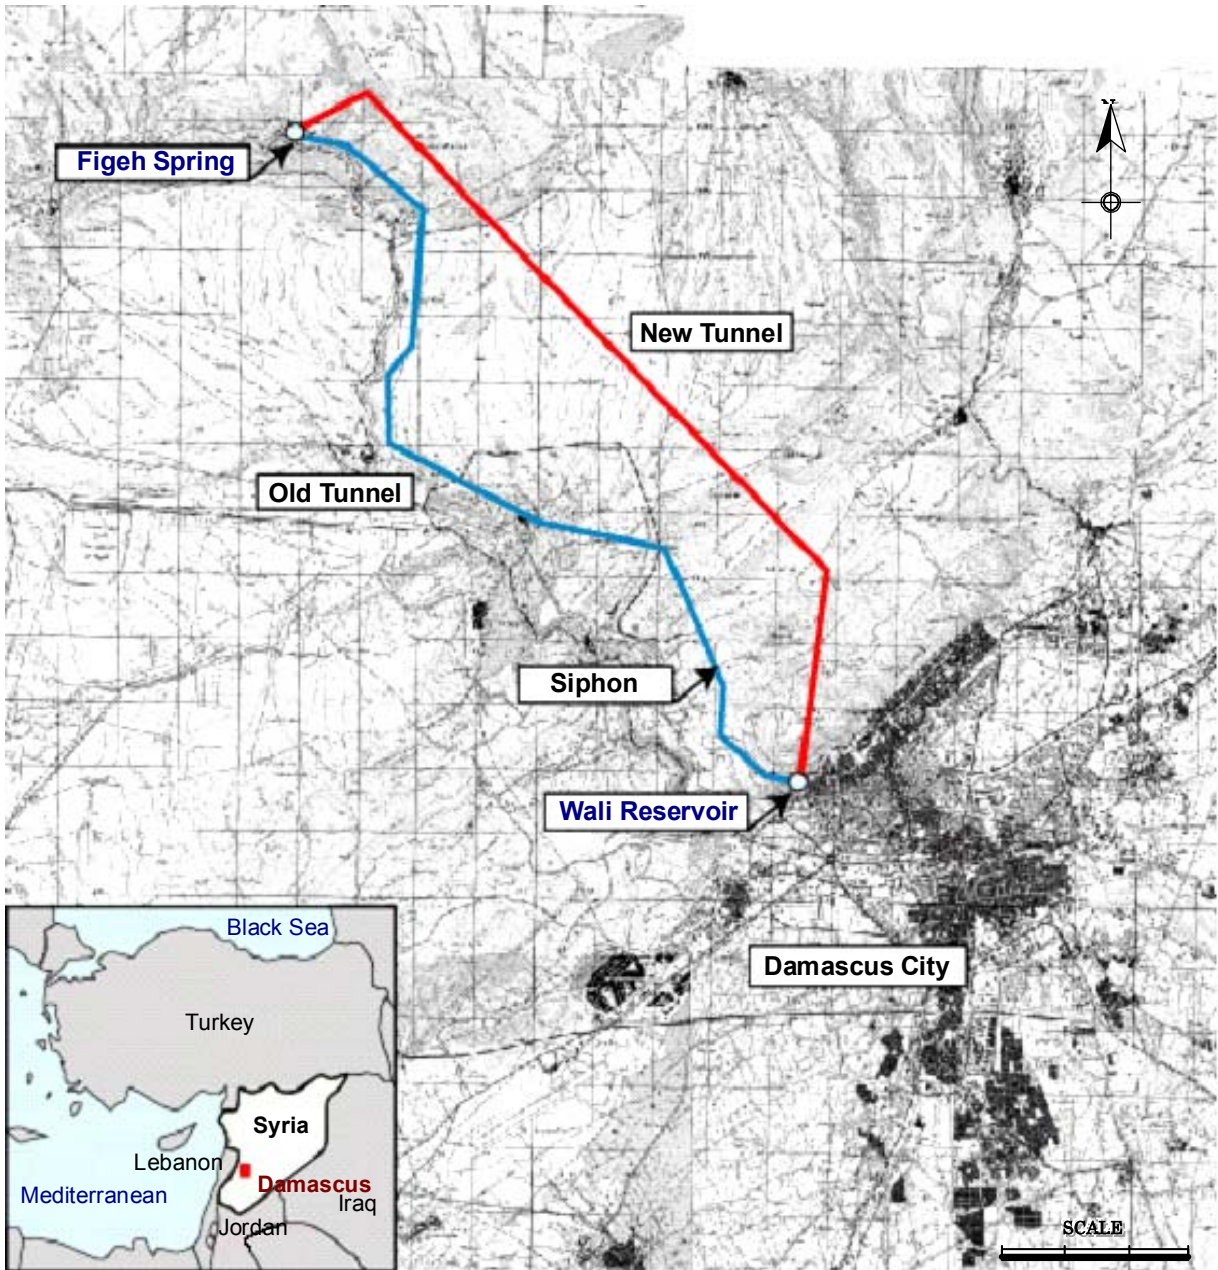 Figeh Spring
New Tunnel
Old Tunnel
Siphon
Wali Reservoir
Damascus City
Black Sea
Turkey
Syria
Lebanon
Damascus
Mediterranean
Iraq
Jordan
SCALE